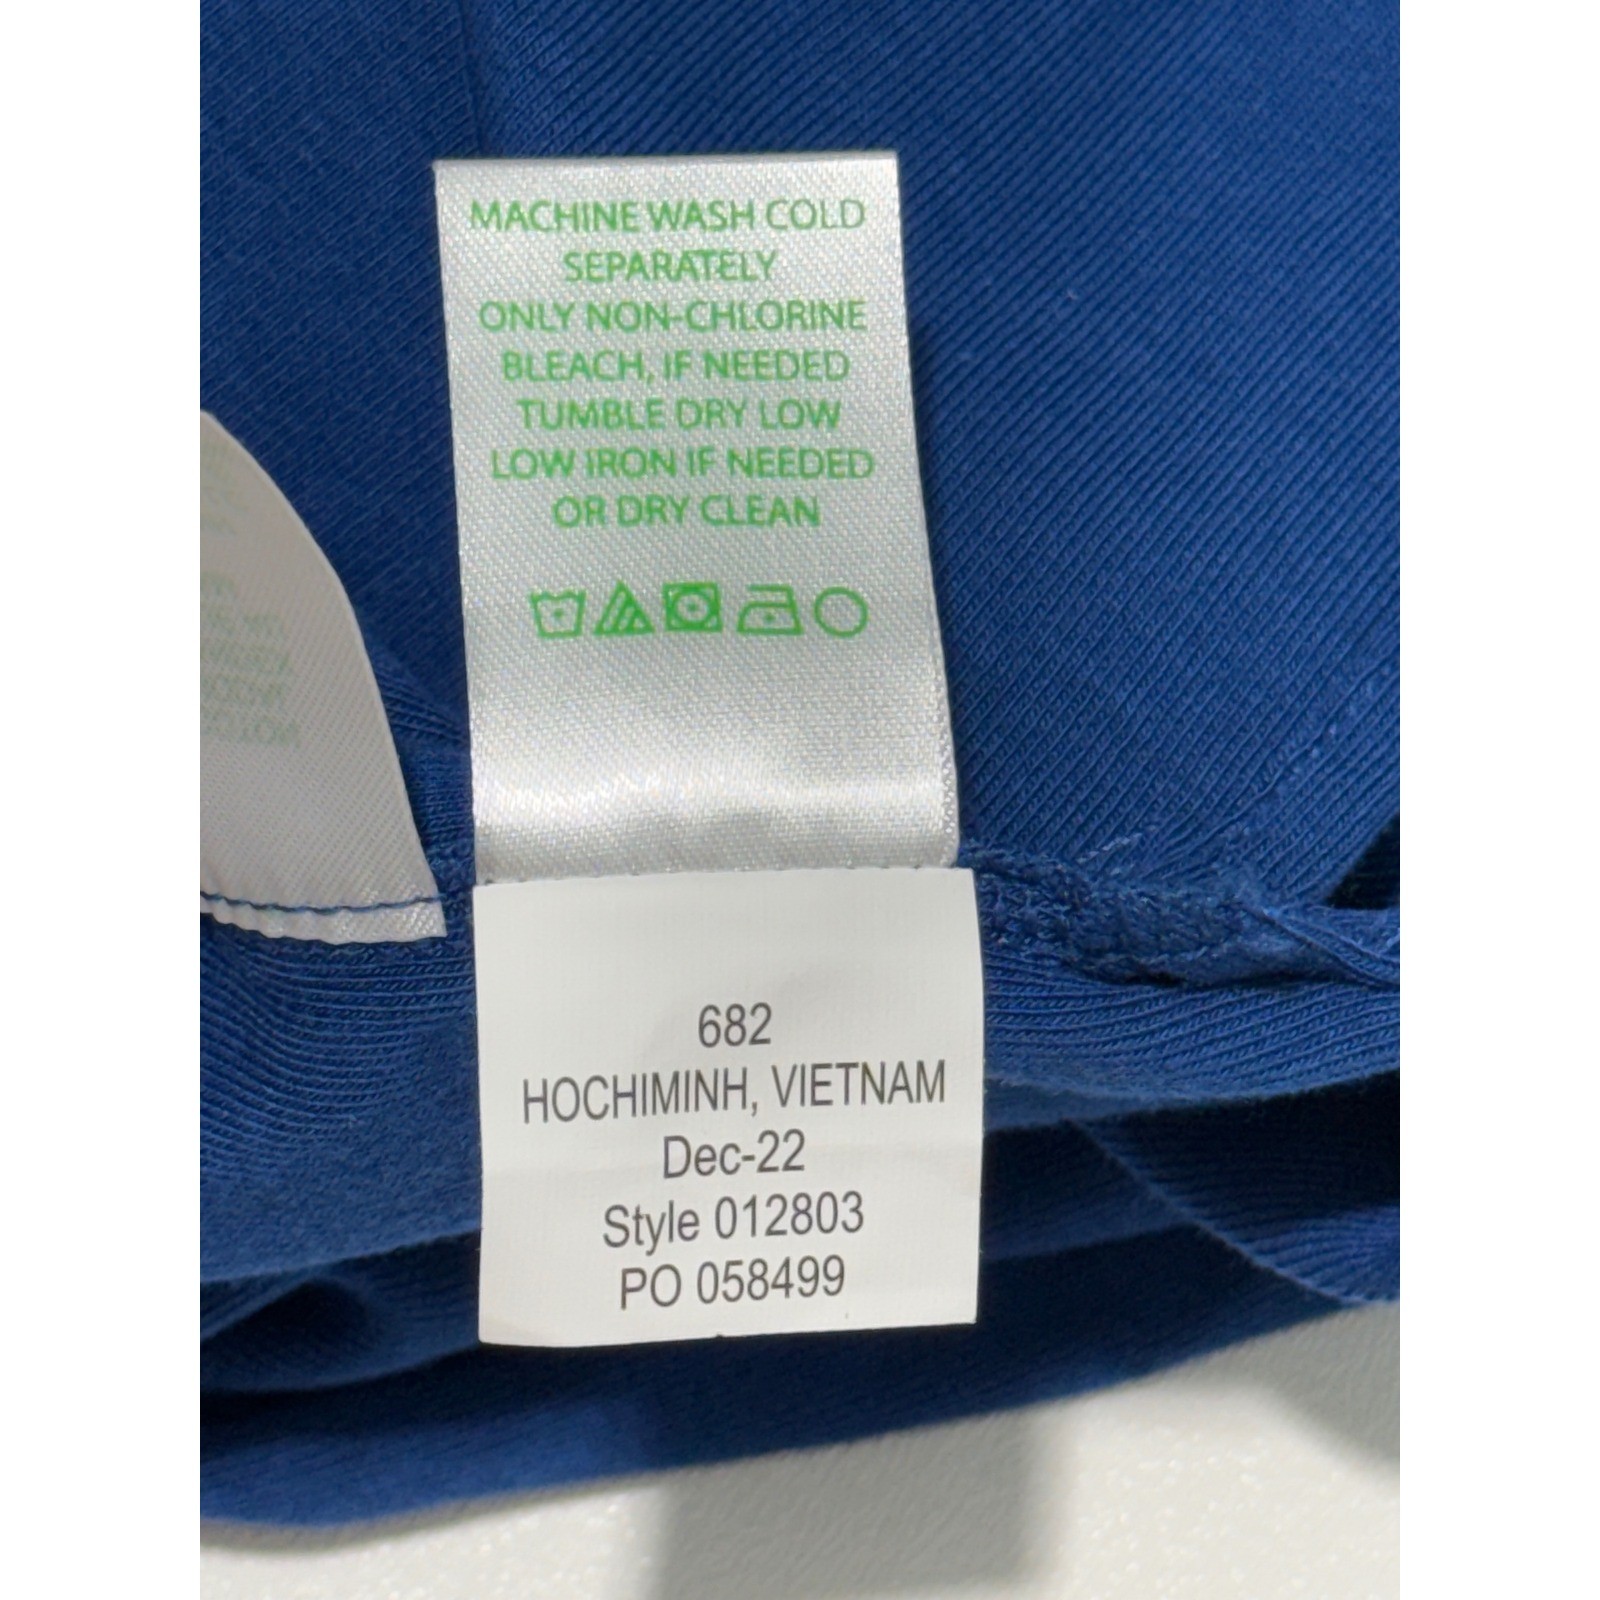 MACHINE WASH COLD
SEPARATELY
ONLY NON-CHLORINE
BLEACH, IF NEEDED
TUMBLE DRY LOW
LOW IRON IF NEEDED
OR DRY CLEAN
682
HOCHIMINH, VIETNAM
Dec-22
Style 012803
PO 058499